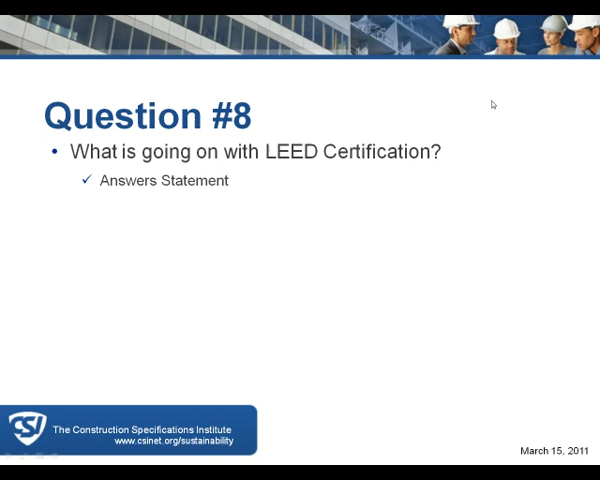 Question #8
• What is going on with LEED Certification?
✓ Answers Statement
CSI
The Construction Specifications Institute
www.csinet.org/sustainability
March 15, 2011